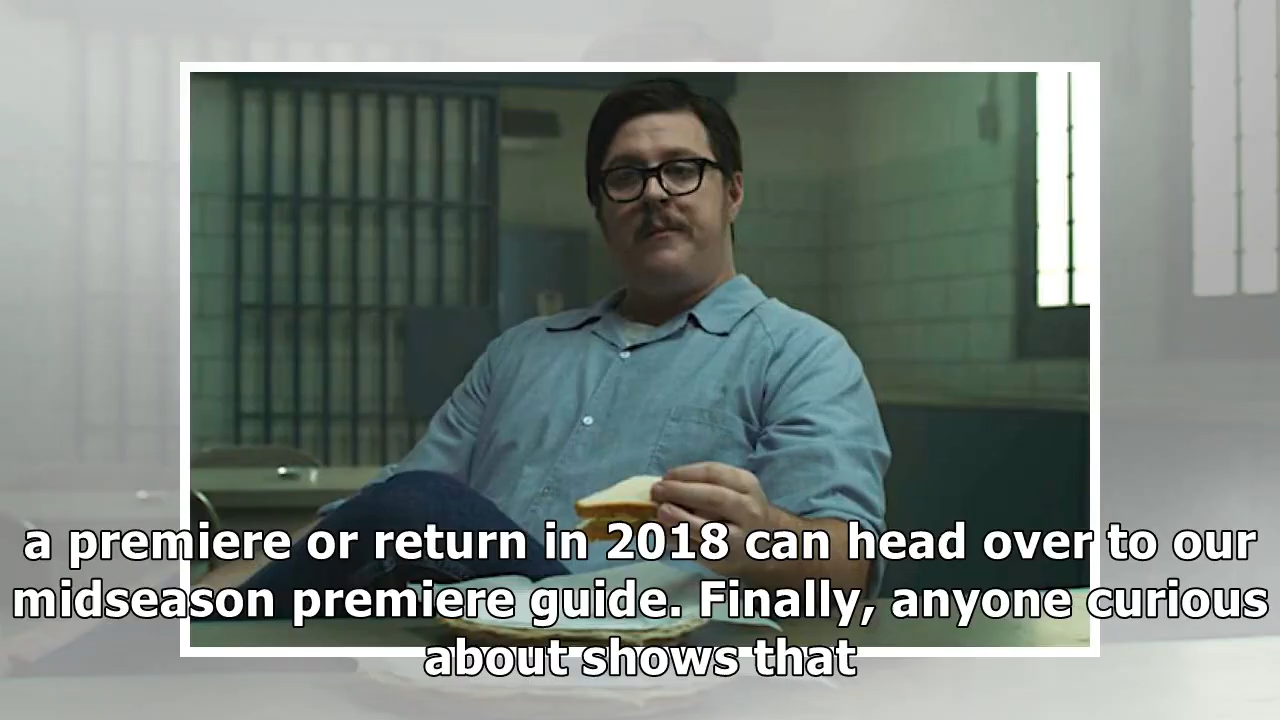 a premiere or return in 2018 can head over to our
midseason premiere guide. Finally, anyone curious
about shows that